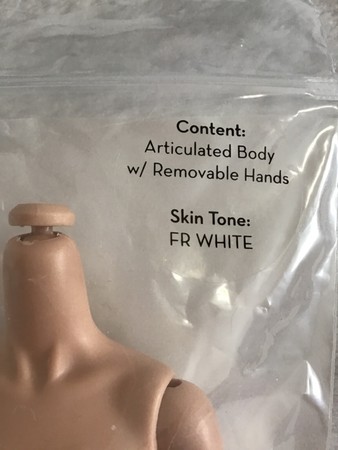 Content:
Articulated Body
w/ Removable Hands
Skin Tone:
FR WHITE